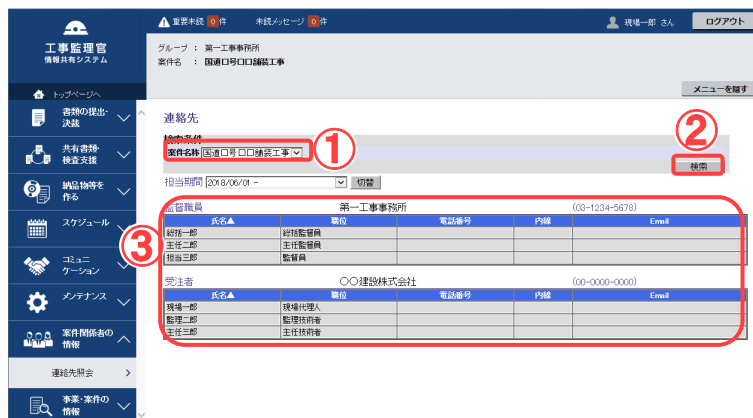 工事監理官
情報共有システム
重要未読 0 件 未読メッセージ 0 件
現場一郎 さん
ログアウト
グループ ： 第一工事事務所
案件名 ： 国道口号口口舗装工事
トップページへ
メニューを隠す
書類の提出・
決裁
共有書類・
検査支援
納品物等を
作る
スケジュール
コミュニ
ケーション
メンテナンス
案件関係者の
情報
連絡先照会
事業・案件の
情報
連絡先
検索条件
案件名称 国道口号口口舗装工事
①
②
検索
担当期間 2018/06/01 - 切替
③
監督職員 第一工事事務所 (03-1234-5678)
氏名▲ 職位 電話番号 内線 Email
総括一郎 総括監督員
主任二郎 主任監督員
担当三郎 監督員
受注者 〇〇建設株式会社 (00-0000-0000)
氏名▲ 職位 電話番号 内線 Email
現場一郎 現場代理人
監理二郎 監理技術者
主任三郎 主任技術者